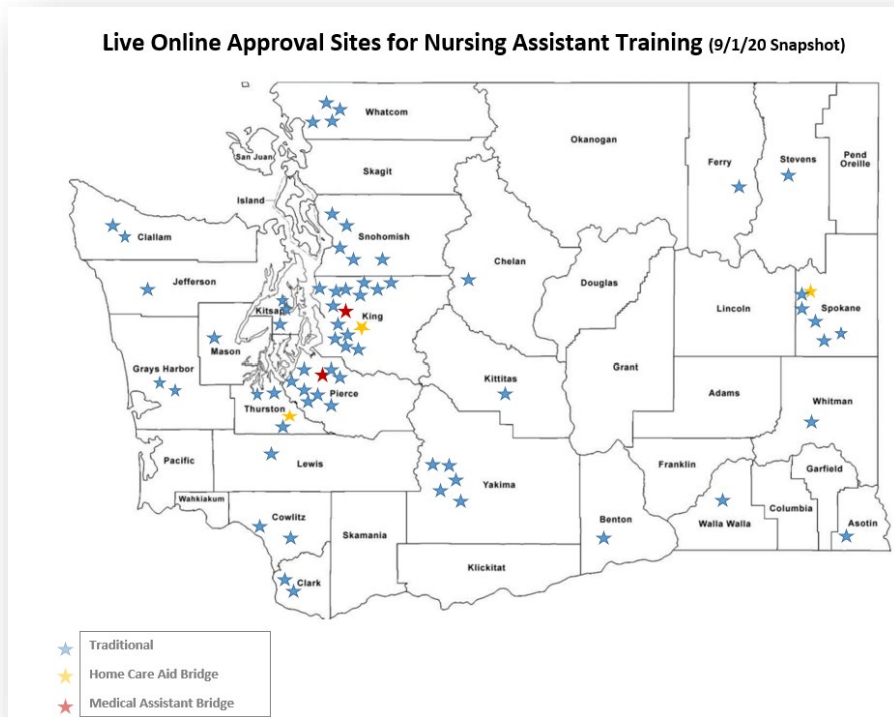 Live Online Approval Sites for Nursing Assistant Training (9/1/20 Snapshot)
Whatcom
Okanogan
Ferry
Stevens
Pend
Oreille
San Juan
Skagit
Island
Clallam
Snohomish
Chelan
Douglas
Jefferson
Kitsap
King
Lincoln
Spokane
Mason
Grays Harbor
Grant
Kittitas
Pierce
Adams
Whitman
Thurston
Pacific
Lewis
Yakima
Franklin
Garfield
Wahkiakum
Cowlitz
Skamania
Benton
Walla Walla
Columbia
Asotin
Klickitat
Clark
Traditional
Home Care Aid Bridge
Medical Assistant Bridge